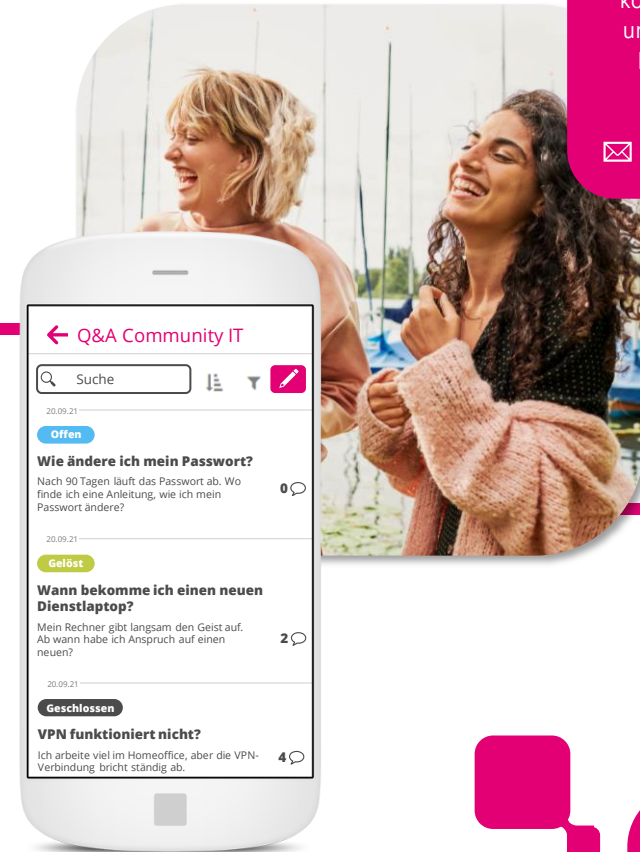 Q&A Community IT
Suche
20.09.21
Offen
Wie ändere ich mein Passwort?
Nach 90 Tagen läuft das Passwort ab. Wo
finde ich eine Anleitung, wie ich mein
Passwort ändere?
0
20.09.21
Gelöst
Wann bekomme ich einen neuen
Dienstlaptop?
Mein Rechner gibt langsam den Geist auf.
Ab wann habe ich Anspruch auf einen
neuen?
2
20.09.21
Geschlossen
VPN funktioniert nicht?
Ich arbeite viel im Homeoffice, aber die VPN-
Verbindung bricht ständig ab.
4